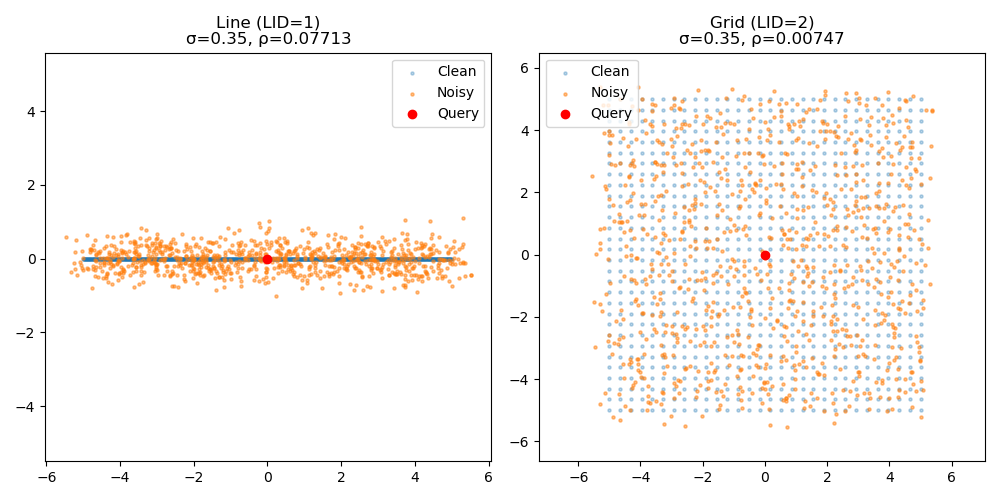 Line (LID=1)
σ=0.35, ρ=0.07713
Clean
Noisy
Query
4
2
0
−2
−4
−6
−4
−2
0
2
4
6
Grid (LID=2)
σ=0.35, ρ=0.00747
Clean
Noisy
Query
6
4
2
0
−2
−4
−6
−6
−4
−2
0
2
4
6